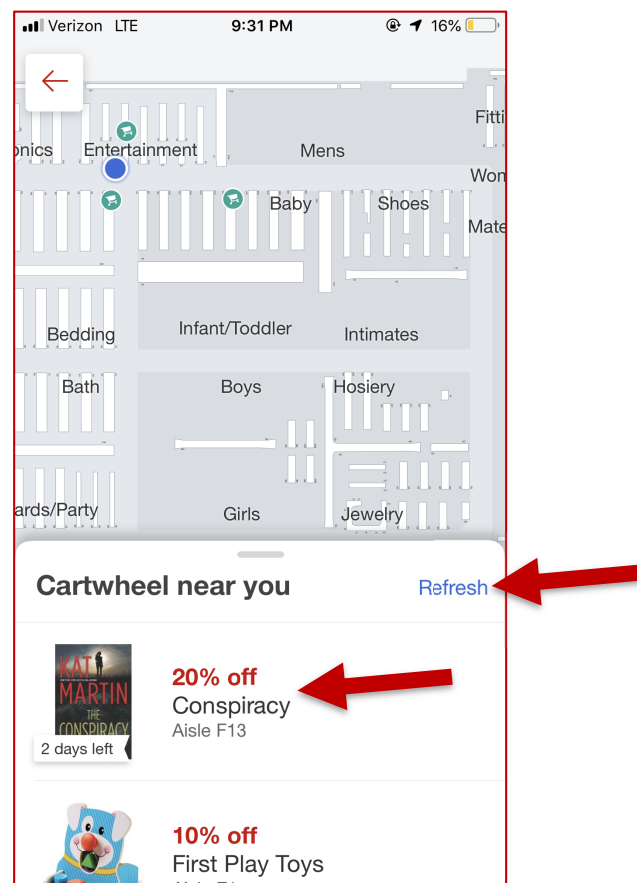 Verizon LTE 9:31 PM 16%
Fitti
onics Entertainment Mens
Wom
Baby Shoes
Mate
Bedding Infant/Toddler Intimates
Bath Boys Hosiery
ards/Party Girls Jewelry
Cartwheel near you Refresh
KAT
MARTIN
THE
CONSPIRACY
2 days left
20% off
Conspiracy
Aisle F13
10% off
First Play Toys